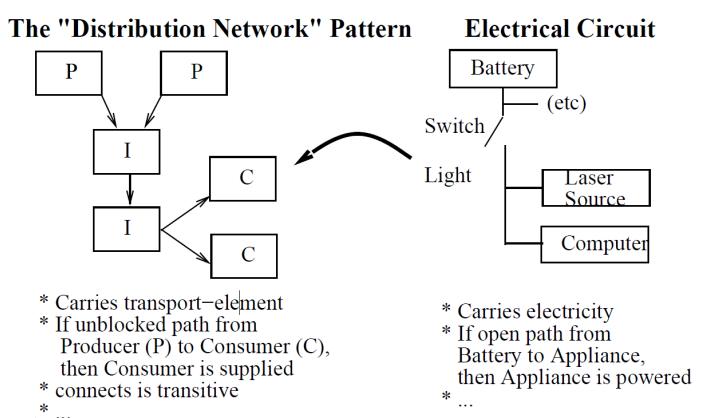 The "Distribution Network" Pattern
P
P
I
I
C
C
* Carries transport-element
* If unblocked path from
Producer (P) to Consumer (C),
then Consumer is supplied
* connects is transitive
* ...
Electrical Circuit
Battery
(etc)
Switch
Light
Laser
Source
Computer
* Carries electricity
* If open path from
Battery to Appliance,
then Appliance is powered
* ...